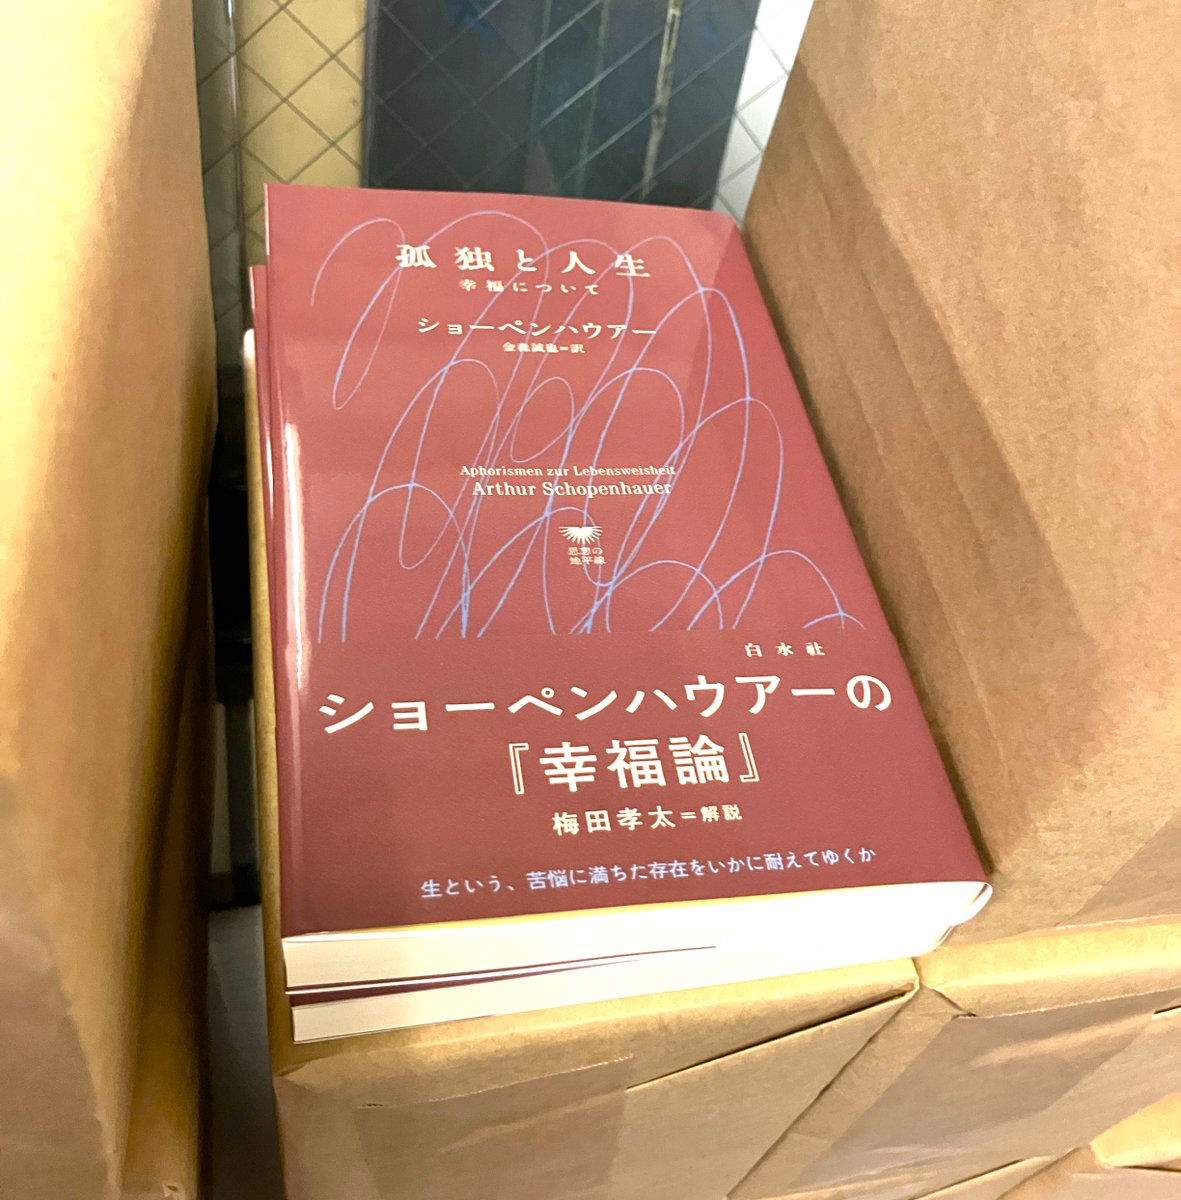 孤独と人生
幸福について
ショーペンハウアー
金森誠也=訳
Aphorismen zur Lebensweisheit
Arthur Schopenhauer
思想の
地平線
白水社
ショーペンハウアーの
『幸福論』
梅田孝太=解説
生という、苦悩に満ちた存在をいかに耐えてゆくか